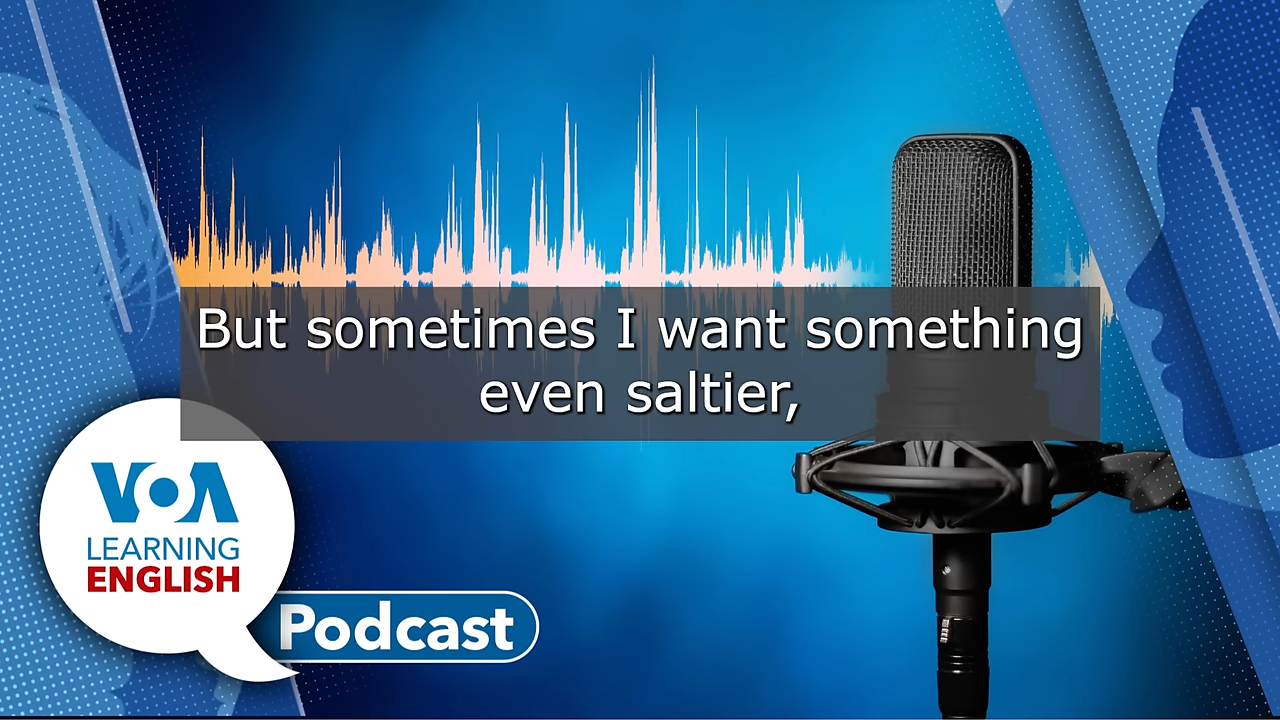 But sometimes I want something
even saltier,
VOA
LEARNING
ENGLISH
Podcast